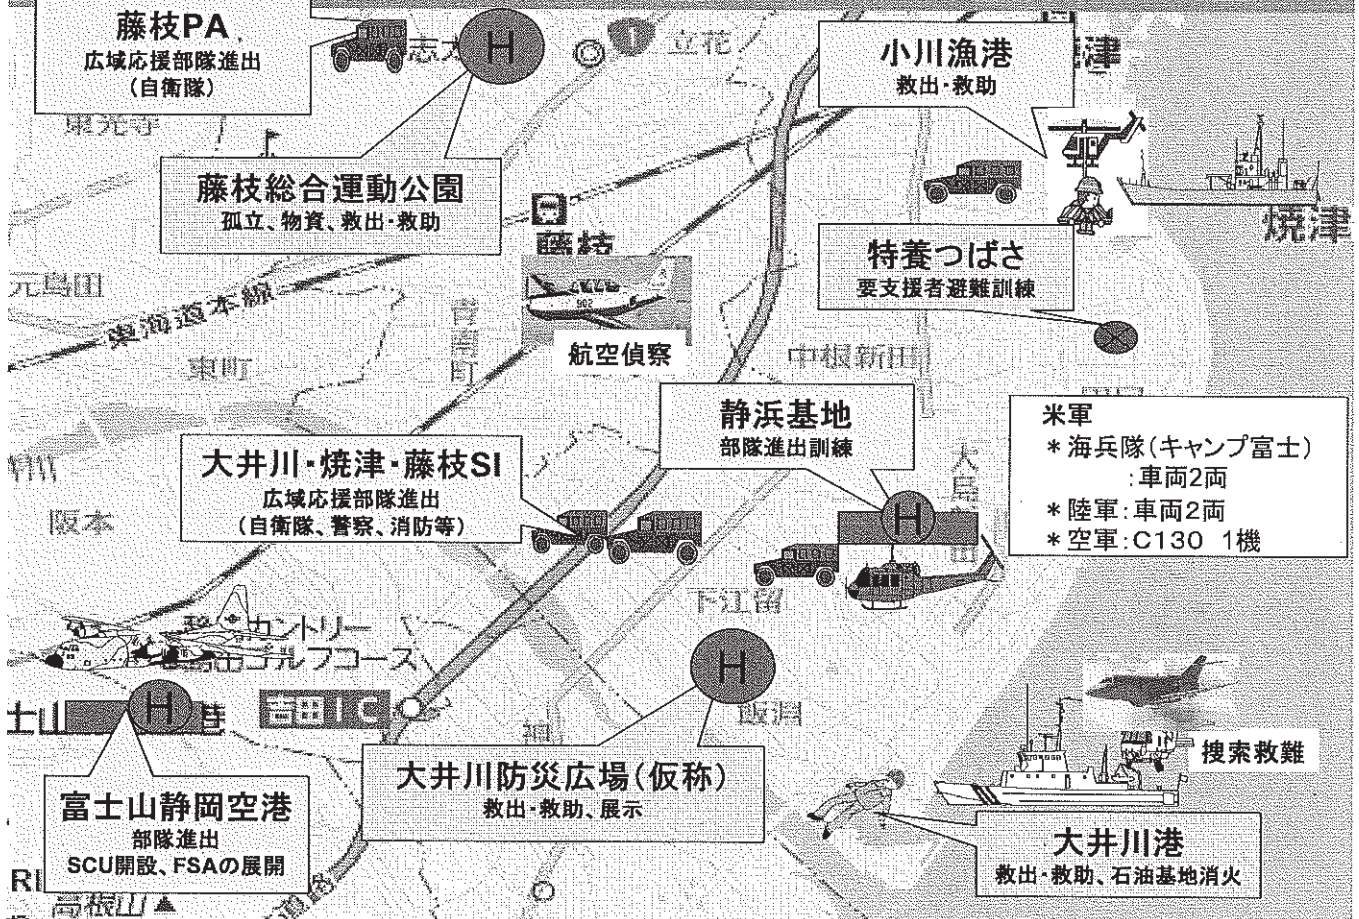 藤枝PA
広域応援部隊進出
(自衛隊)
H
1
立花
小川漁港
救出・救助
東光寺
藤枝総合運動公園
孤立、物資、救出・救助
藤枝
焼津
特養つばさ
要支援者避難訓練
元島田
東海道本線
青南町
502
航空偵察
東町
中根新田
静浜基地
部隊進出訓練
米軍
*海兵隊(キャンプ富士)
:車両2両
*陸軍:車両2両
*空軍:C130 1機
大井川・焼津・藤枝SI
広域応援部隊進出
(自衛隊、警察、消防等)
阪本
H
下江留
カントリー
ゴルフコース
H
飯淵
士山
H
港
吉田IC
捜索救難
大井川防災広場(仮称)
救出・救助、展示
富士山静岡空港
部隊進出
SCU開設、FSAの展開
大井川港
救出・救助、石油基地消火
高根山